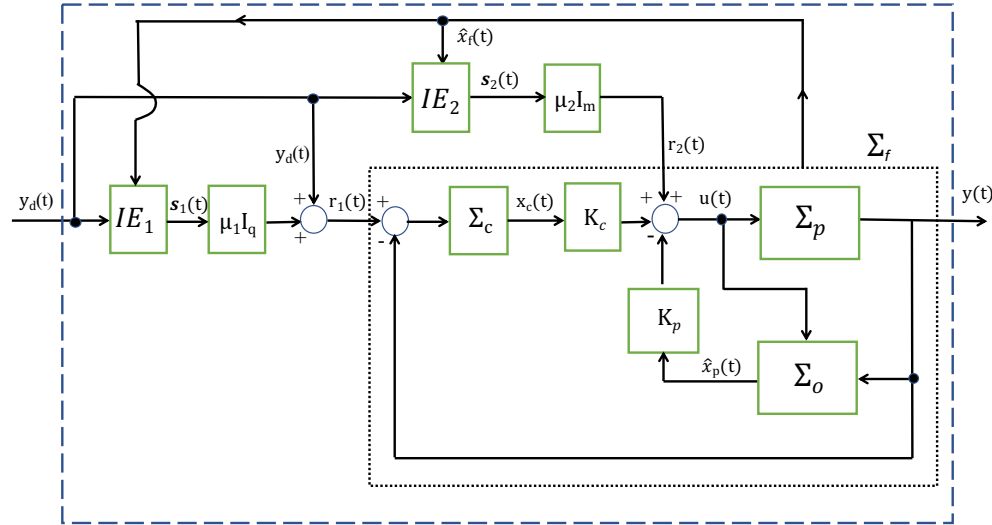 x̂f(t)
IE2
s2(t)
μ2Im
yd(t)
r2(t)
Σf
yd(t)
IE1
s1(t)
μ1Iq
+
+
r1(t)
+
-
Σc
xc(t)
Kc
+
+
+
-
u(t)
Σp
y(t)
Kp
x̂p(t)
Σo